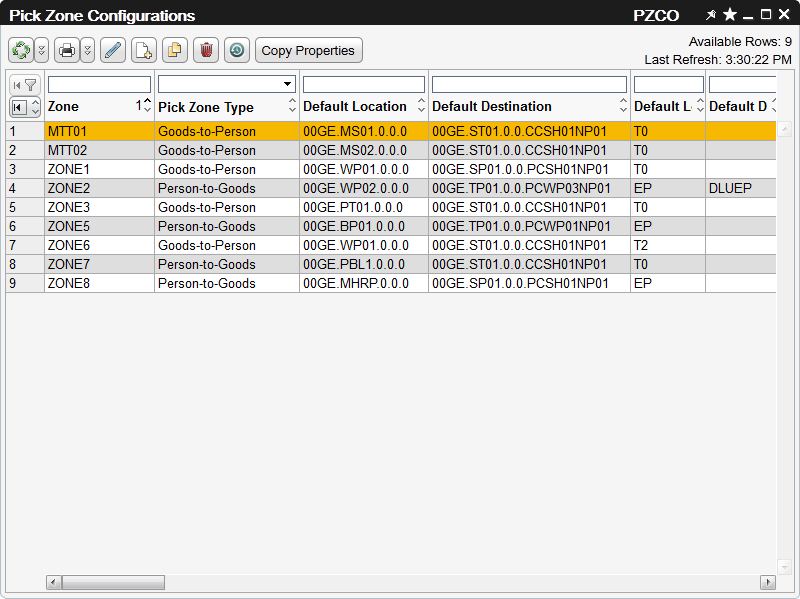 Pick Zone Configurations PZCO
Copy Properties
Available Rows: 9
Last Refresh: 3:30:22 PM
Zone 1 Pick Zone Type Default Location Default Destination Default L Default D
1 MTT01 Goods-to-Person 00GE.MS01.0.0.0 00GE.ST01.0.0.CCSH01NP01 T0
2 MTT02 Goods-to-Person 00GE.MS02.0.0.0 00GE.ST01.0.0.CCSH01NP01 T0
3 ZONE1 Goods-to-Person 00GE.WP01.0.0.0 00GE.SP01.0.0.PCSH01NP01 T0
4 ZONE2 Person-to-Goods 00GE.WP02.0.0.0 00GE.TP01.0.0.PCWP03NP01 EP DLUEP
5 ZONE3 Goods-to-Person 00GE.PT01.0.0.0 00GE.ST01.0.0.CCSH01NP01 T0
6 ZONE5 Person-to-Goods 00GE.BP01.0.0.0 00GE.TP01.0.0.PCWP01NP01 EP
7 ZONE6 Goods-to-Person 00GE.WP01.0.0.0 00GE.ST01.0.0.CCSH01NP01 T2
8 ZONE7 Person-to-Goods 00GE.PBL1.0.0.0 00GE.ST01.0.0.CCSH01NP01 T0
9 ZONE8 Person-to-Goods 00GE.MHRP.0.0.0 00GE.SP01.0.0.PCSH01NP01 EP